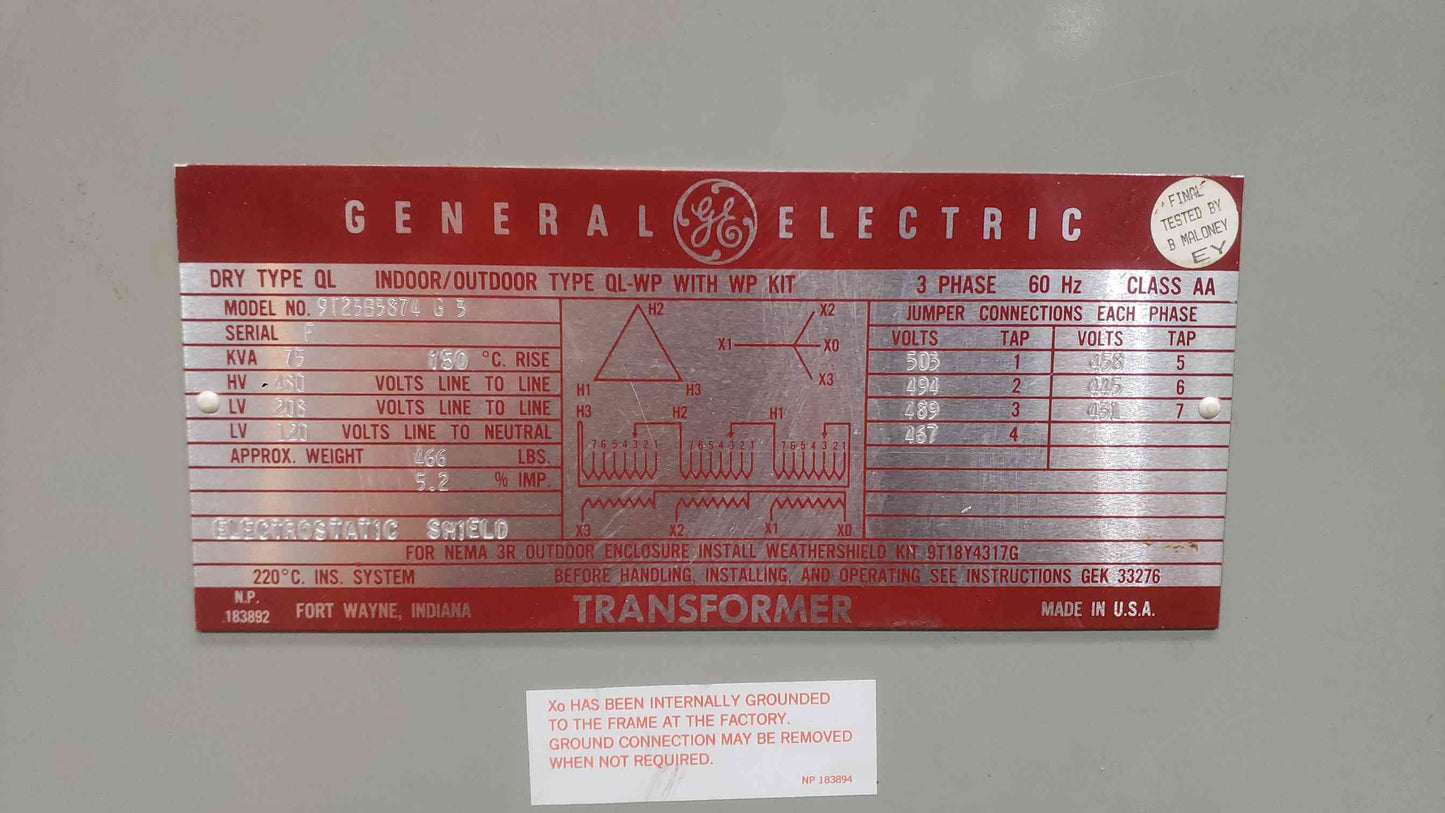 GENERAL GE ELECTRIC
FINAL
TESTED BY
B MALONEY
EY
DRY TYPE QL INDOOR/OUTDOOR TYPE QL-WP WITH WP KIT 3 PHASE 60 Hz CLASS AA
MODEL NO. 9T23B3874 G 3
SERIAL F
KVA 75 150 °C. RISE
HV 480 VOLTS LINE TO LINE
LV 208 VOLTS LINE TO LINE
LV 120 VOLTS LINE TO NEUTRAL
APPROX. WEIGHT 466 LBS.
5.2 % IMP.
ELECTROSTATIC SHIELD
H2
H1 H3
X2
X1 X0
X3
H3 H2 H1
7654321 7654321 7654321
X3 X2 X1 X0
JUMPER CONNECTIONS EACH PHASE
VOLTS TAP VOLTS TAP
503 1 458 5
494 2 445 6
489 3 431 7
467 4
FOR NEMA 3R OUTDOOR ENCLOSURE INSTALL WEATHERSHIELD KIT 9T18Y4317G
220°C. INS. SYSTEM BEFORE HANDLING, INSTALLING, AND OPERATING SEE INSTRUCTIONS GEK 33276
N.P.
183892 FORT WAYNE, INDIANA TRANSFORMER MADE IN U.S.A.
Xo HAS BEEN INTERNALLY GROUNDED
TO THE FRAME AT THE FACTORY.
GROUND CONNECTION MAY BE REMOVED
WHEN NOT REQUIRED.
NP 183894